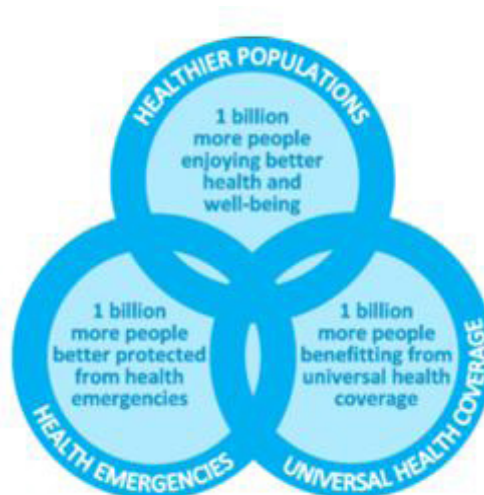 HEALTHIER POPULATIONS
1 billion
more people
enjoying better
health and
well-being
1 billion
more people
better protected
from health
emergencies
HEALTH EMERGENCIES
1 billion
more people
benefitting from
universal health
coverage
UNIVERSAL HEALTH COVERAGE